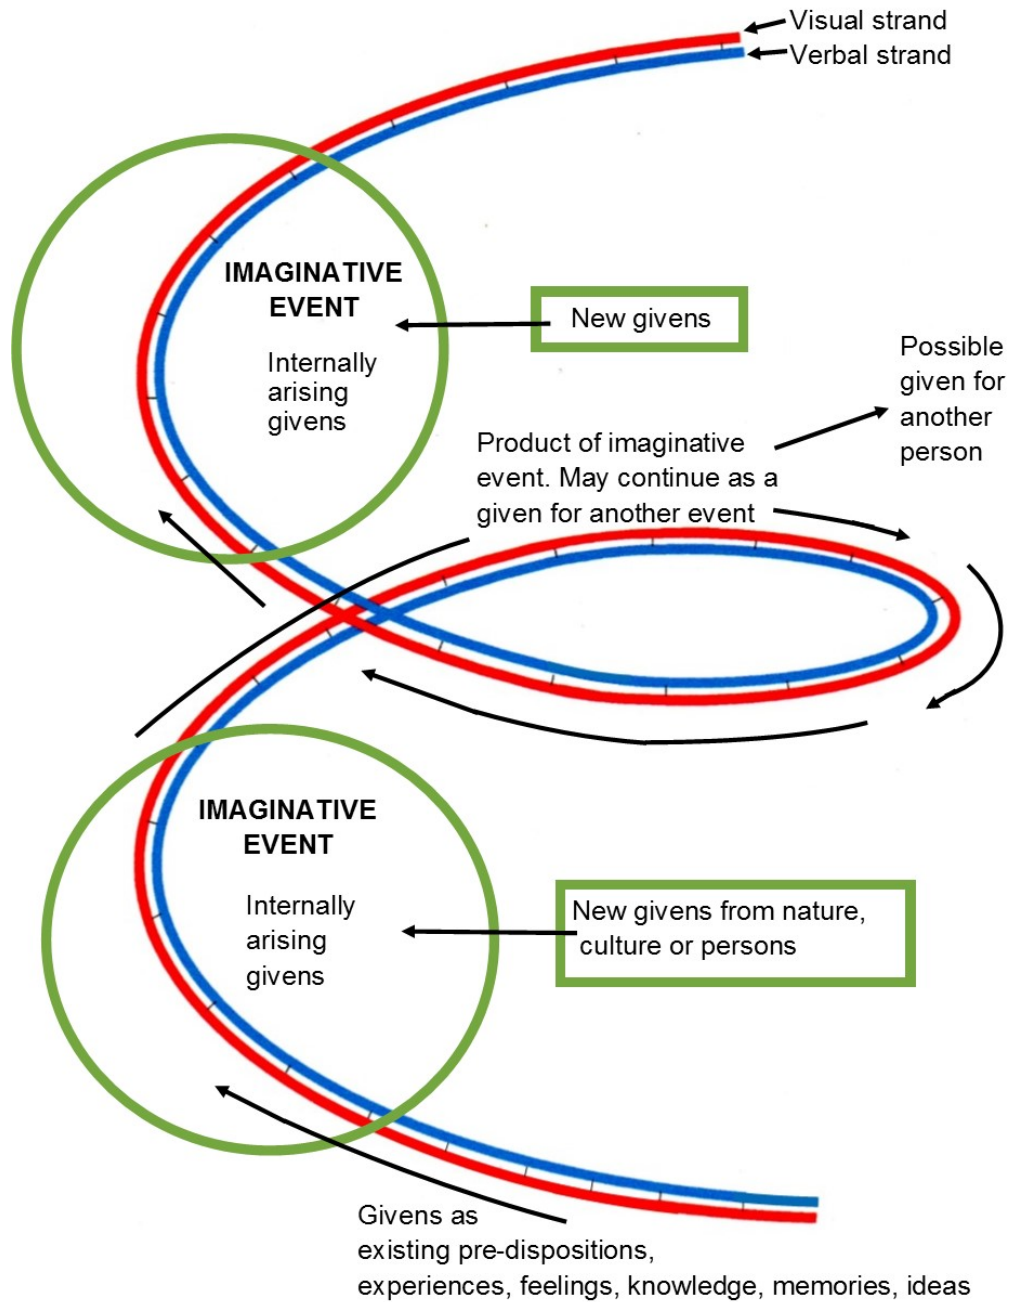 Visual strand
Verbal strand
IMAGINATIVE
EVENT
Internally
arising
givens
New givens
Possible
given for
another
person
Product of imaginative
event. May continue as a
given for another event
IMAGINATIVE
EVENT
Internally
arising
givens
New givens from nature,
culture or persons
Givens as
existing pre-dispositions,
experiences, feelings, knowledge, memories, ideas